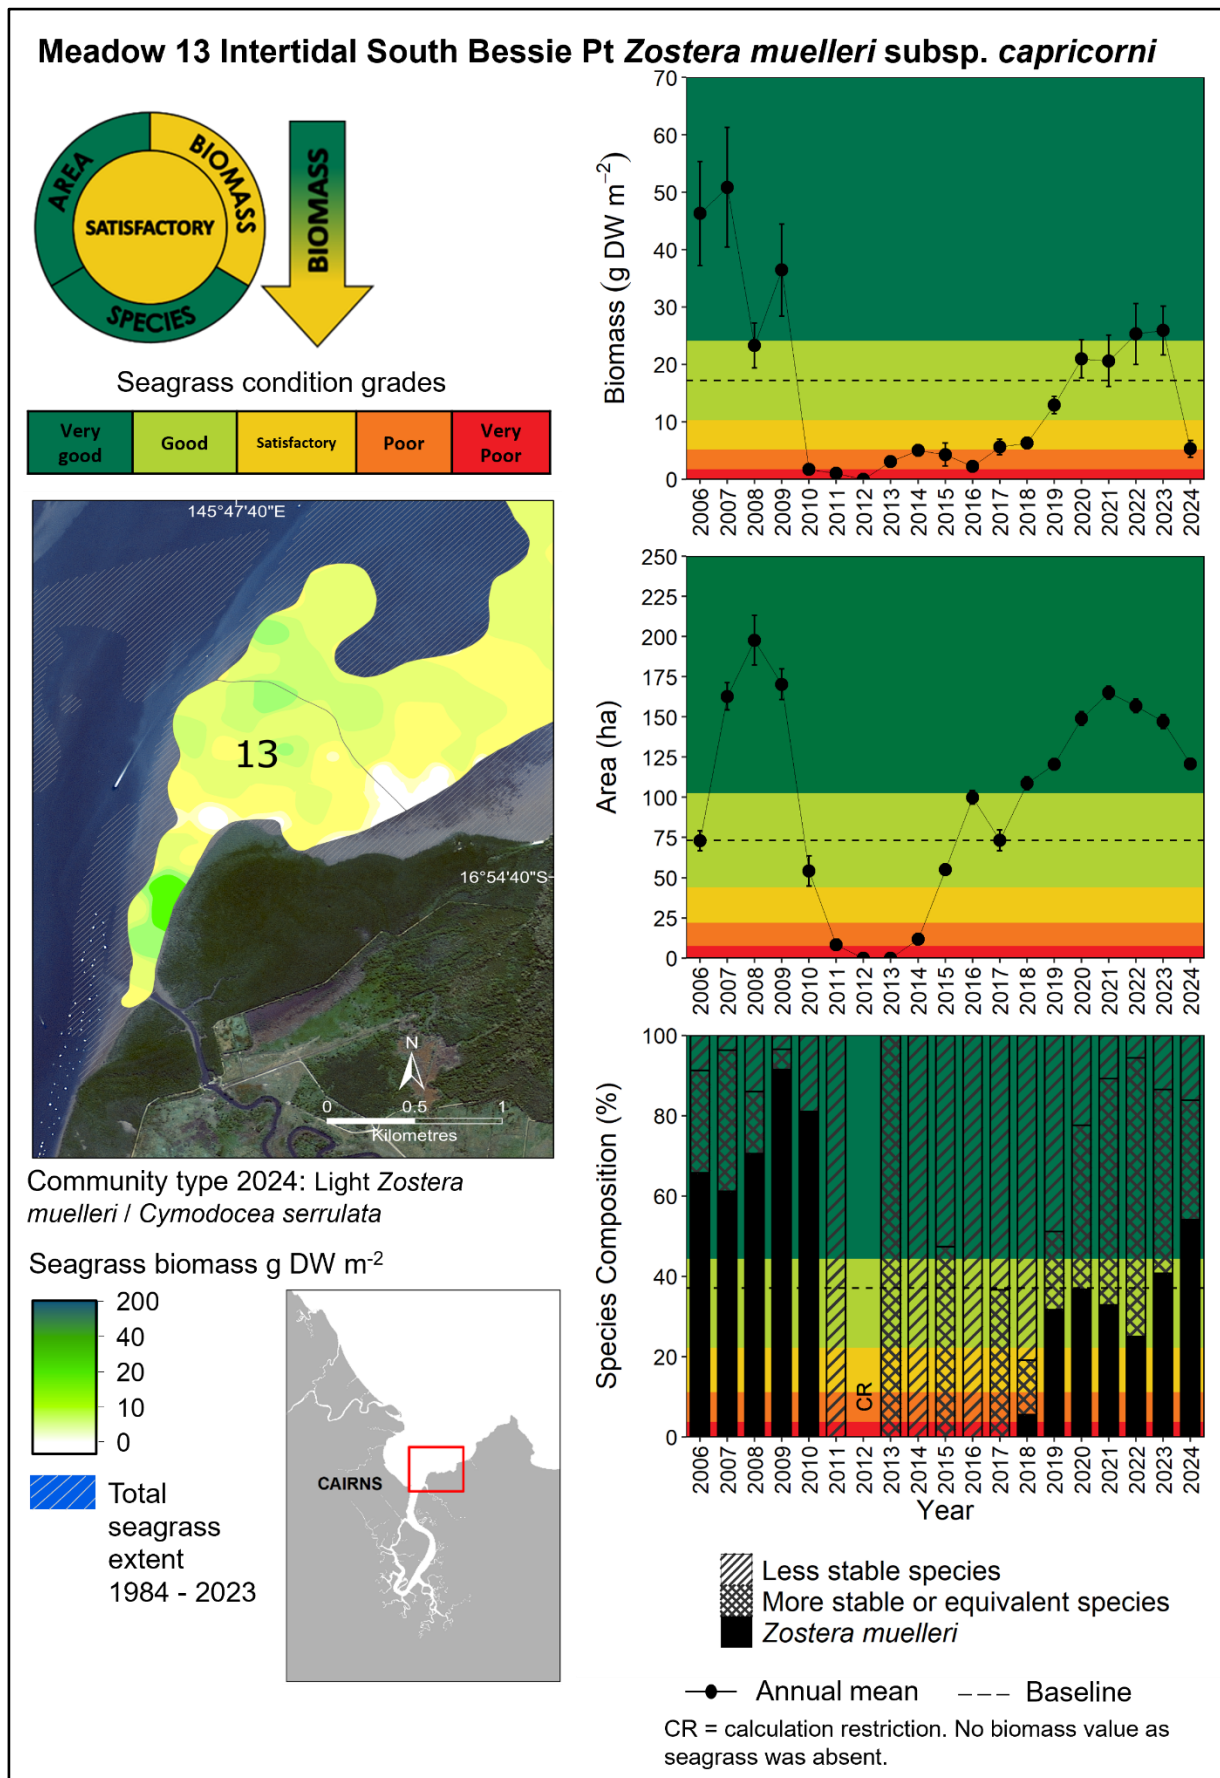 Meadow 13 Intertidal South Bessie Pt Zostera muelleri subsp. capricorni
AREA
BIOMASS
SATISFACTORY
SPECIES
BIOMASS
Seagrass condition grades
Very good
Good
Satisfactory
Poor
Very Poor
145°47'40"E
13
16°54'40"S
N
0 0.5 1
Kilometres
Community type 2024: Light Zostera
muelleri / Cymodocea serrulata
Seagrass biomass g DW m-2
200
40
20
10
0
Total
seagrass
extent
1984 - 2023
CAIRNS
Biomass (g DW m−2)
70
60
50
40
30
20
10
0
2006 2007 2008 2009 2010 2011 2012 2013 2014 2015 2016 2017 2018 2019 2020 2021 2022 2023 2024
Area (ha)
250
225
200
175
150
125
100
75
50
25
0
2006 2007 2008 2009 2010 2011 2012 2013 2014 2015 2016 2017 2018 2019 2020 2021 2022 2023 2024
Species Composition (%)
100
80
60
40
20
0
CR
2006 2007 2008 2009 2010 2011 2012 2013 2014 2015 2016 2017 2018 2019 2020 2021 2022 2023 2024
Year
Less stable species
More stable or equivalent species
Zostera muelleri
Annual mean
Baseline
CR = calculation restriction. No biomass value as
seagrass was absent.